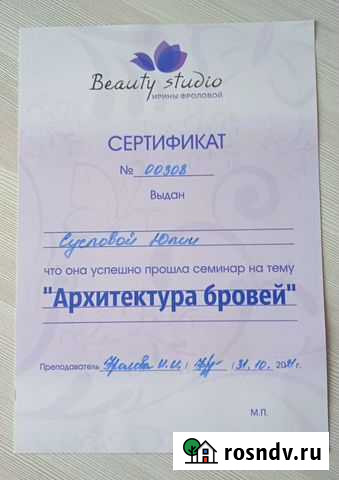 Beauty studio
ИРИНЫ ФРОЛОВОЙ
СЕРТИФИКАТ
№ 00308
Выдан
Сусловой Юлии
что она успешно прошла семинар на тему
"Архитектура бровей"
Преподаватель Фролова И.И. / / 31.10. 2021г.
М.П.
rosndv.ru